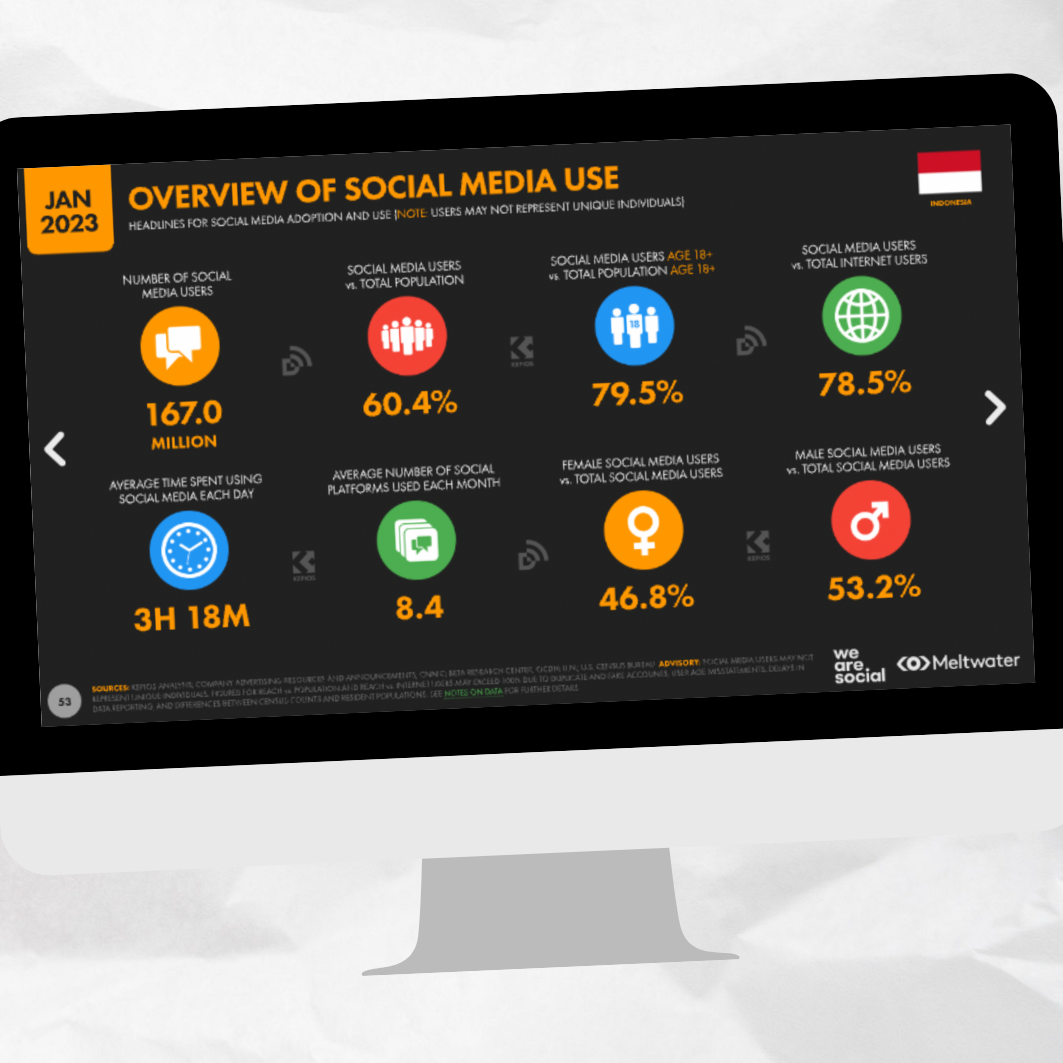 JAN
2023
OVERVIEW OF SOCIAL MEDIA USE
HEADLINES FOR SOCIAL MEDIA ADOPTION AND USE (NOTE: USERS MAY NOT REPRESENT UNIQUE INDIVIDUALS)
INDONESIA
NUMBER OF SOCIAL
MEDIA USERS
167.0
MILLION
SOCIAL MEDIA USERS
vs. TOTAL POPULATION
60.4%
KEPIOS
SOCIAL MEDIA USERS AGE 18+
vs. TOTAL POPULATION AGE 18+
18
79.5%
SOCIAL MEDIA USERS
vs. TOTAL INTERNET USERS
78.5%
AVERAGE TIME SPENT USING
SOCIAL MEDIA EACH DAY
3H 18M
KEPIOS
AVERAGE NUMBER OF SOCIAL
PLATFORMS USED EACH MONTH
8.4
FEMALE SOCIAL MEDIA USERS
vs. TOTAL SOCIAL MEDIA USERS
46.8%
KEPIOS
MALE SOCIAL MEDIA USERS
vs. TOTAL SOCIAL MEDIA USERS
53.2%
53
SOURCES: KEPIOS ANALYSIS; COMPANY ADVERTISING RESOURCES AND ANNOUNCEMENTS; CNNIC; BETA RESEARCH CENTER; OCDH; U.N.; U.S. CENSUS BUREAU. ADVISORY: SOCIAL MEDIA USERS MAY NOT
REPRESENT UNIQUE INDIVIDUALS. FIGURES FOR REACH vs. POPULATION AND REACH vs. INTERNET USERS MAY EXCEED 100% DUE TO DUPLICATE AND FAKE ACCOUNTS, USER AGE MISSTATEMENTS, DELAYS IN
DATA REPORTING, AND DIFFERENCES BETWEEN CENSUS COUNTS AND RESIDENT POPULATIONS. SEE NOTES ON DATA FOR FURTHER DETAILS.
we
are
social
Meltwater